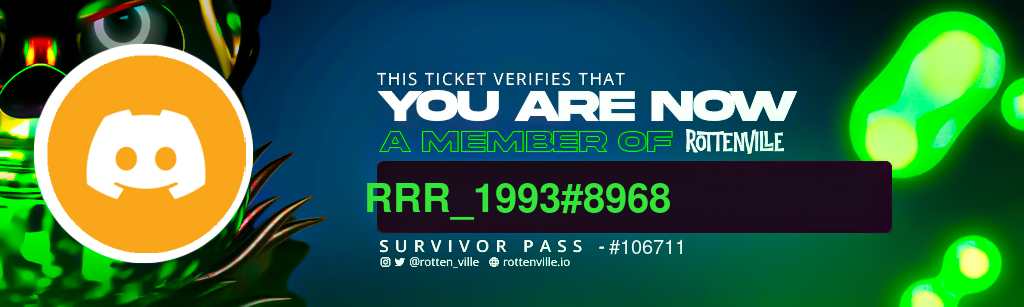 THIS TICKET VERIFIES THAT
YOU ARE NOW
A MEMBER OF ROTTENVILLE
RRR_1993#8968
SURVIVOR PASS - #106711
@rotten_ville rottenville.io